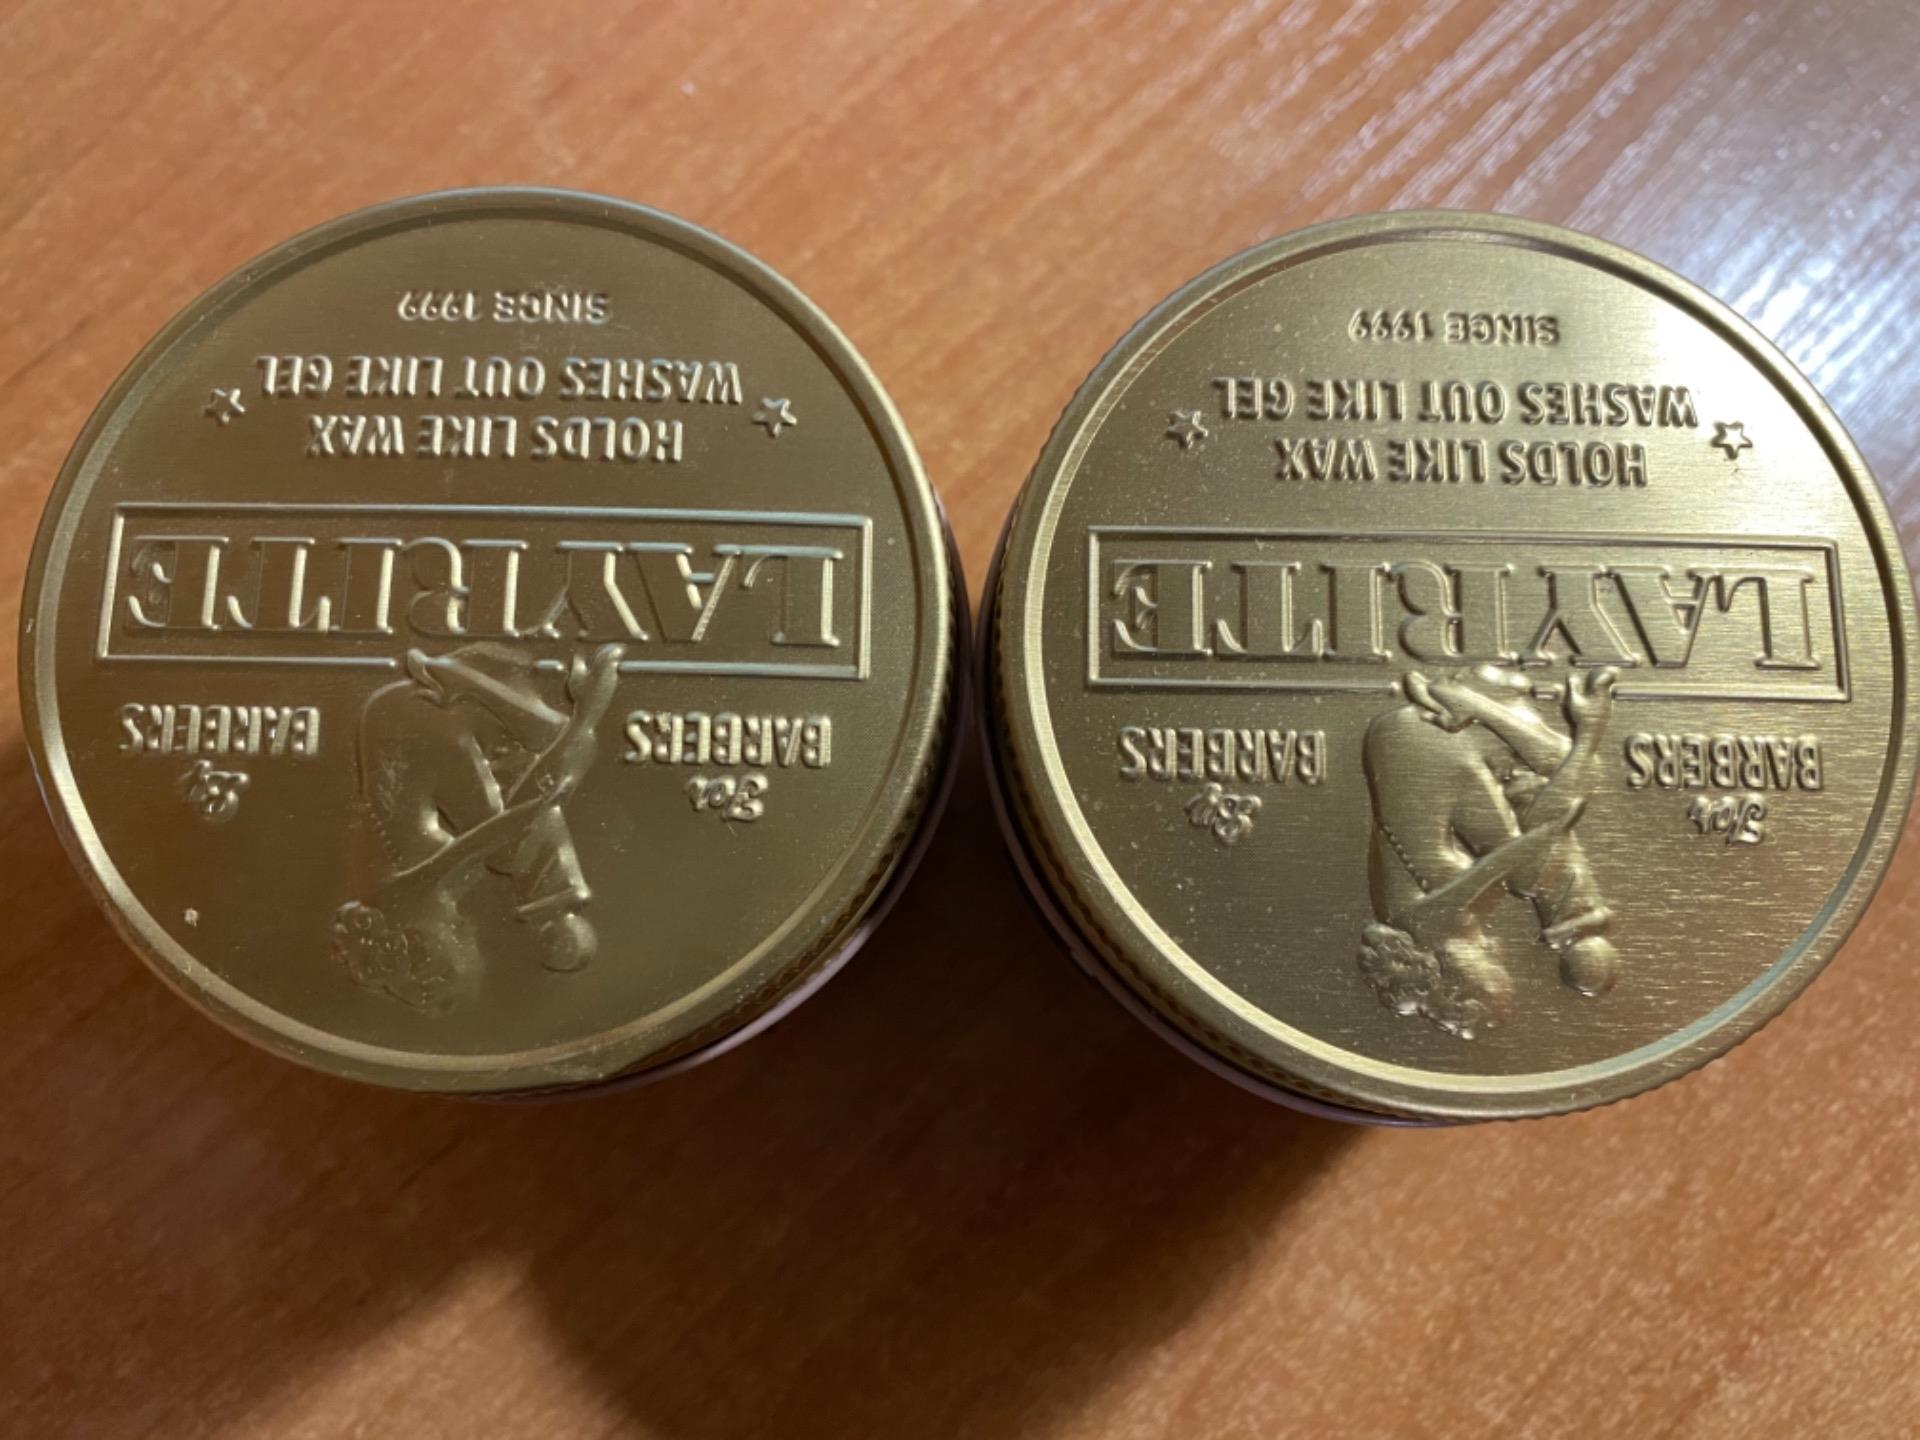 For
BARBERS
By
BARBERS
LAYRITE
HOLDS LIKE WAX
WASHES OUT LIKE GEL
SINCE 1999
For
BARBERS
By
BARBERS
LAYRITE
HOLDS LIKE WAX
WASHES OUT LIKE GEL
SINCE 1999